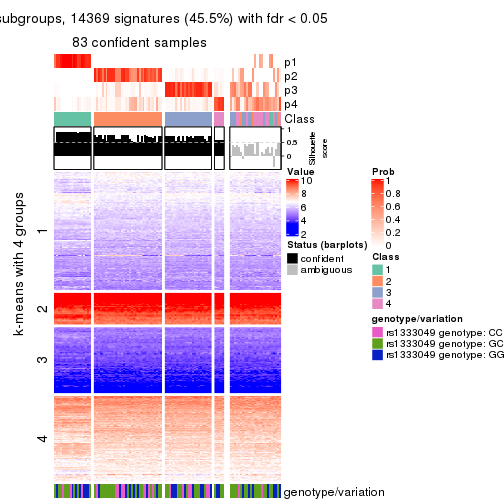 subgroups, 14369 signatures (45.5%) with fdr < 0.05
83 confident samples
p1
p2
p3
p4
Class
1
0.5
0
Silhouette
score
k-means with 4 groups
1
2
3
4
genotype/variation
Value
10
8
6
4
2
Status (barplots)
confident
ambiguous
Prob
1
0.8
0.6
0.4
0.2
0
Class
1
2
3
4
genotype/variation
rs1333049 genotype: CC
rs1333049 genotype: GC
rs1333049 genotype: GG